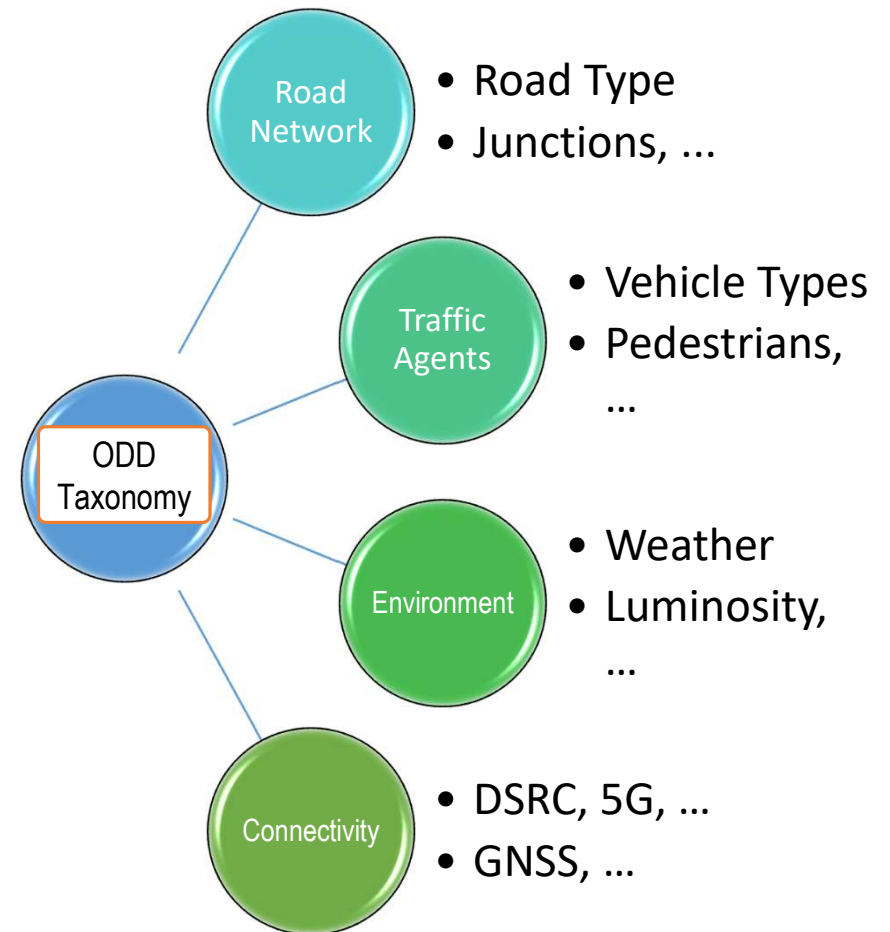 Road
Network
• Road Type
• Junctions, ...
Traffic
Agents
• Vehicle Types
• Pedestrians,
...
ODD
Taxonomy
Environment
• Weather
• Luminosity,
...
Connectivity
• DSRC, 5G, ...
• GNSS, ...